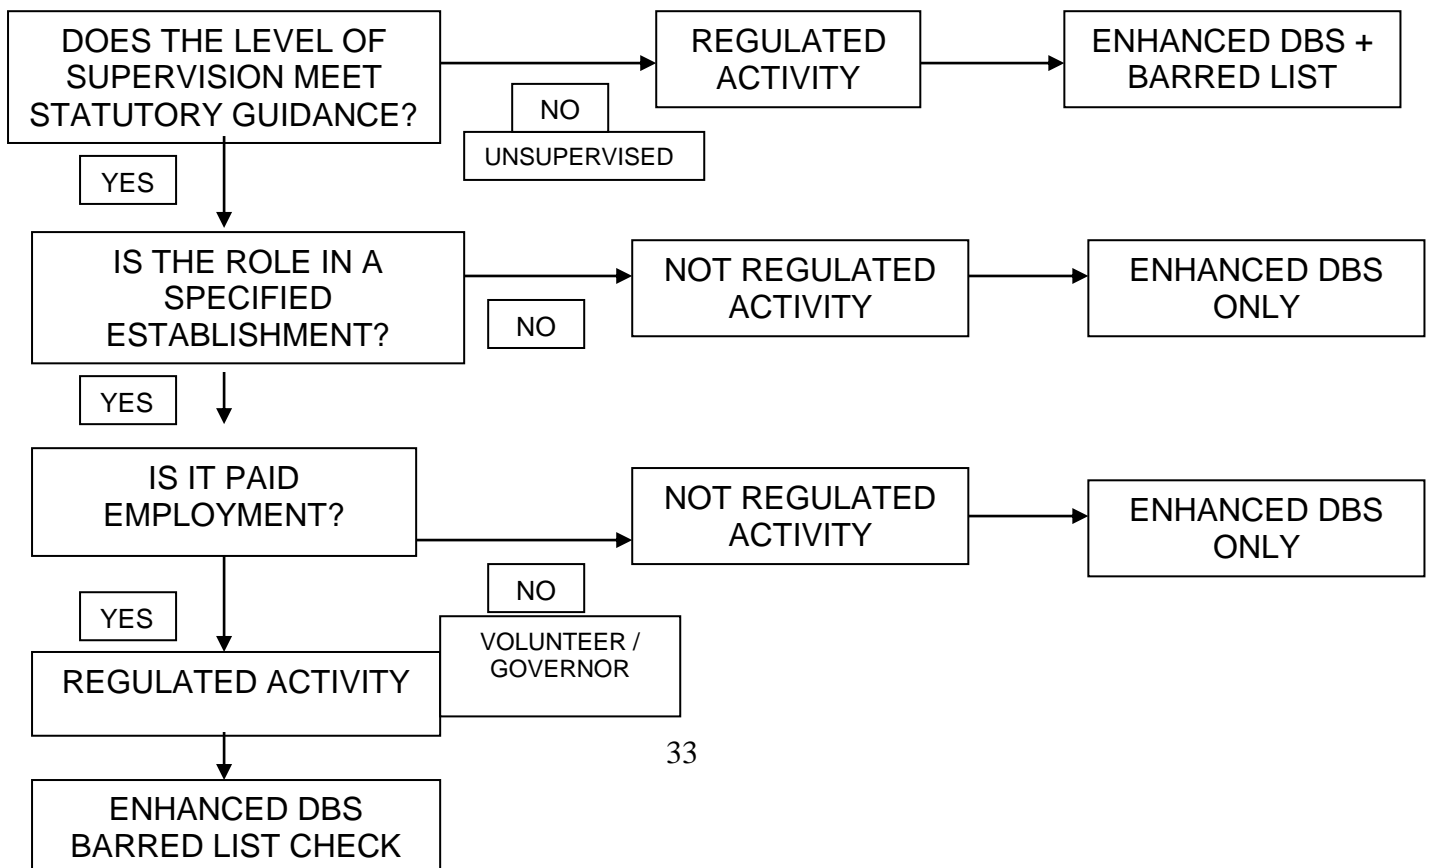 DOES THE LEVEL OF
SUPERVISION MEET
STATUTORY GUIDANCE?
REGULATED
ACTIVITY
ENHANCED DBS +
BARRED LIST
NO
UNSUPERVISED
YES
IS THE ROLE IN A
SPECIFIED
ESTABLISHMENT?
NOT REGULATED
ACTIVITY
ENHANCED DBS
ONLY
NO
YES
IS IT PAID
EMPLOYMENT?
NOT REGULATED
ACTIVITY
ENHANCED DBS
ONLY
NO
YES
VOLUNTEER /
GOVERNOR
REGULATED ACTIVITY
33
ENHANCED DBS
BARRED LIST CHECK